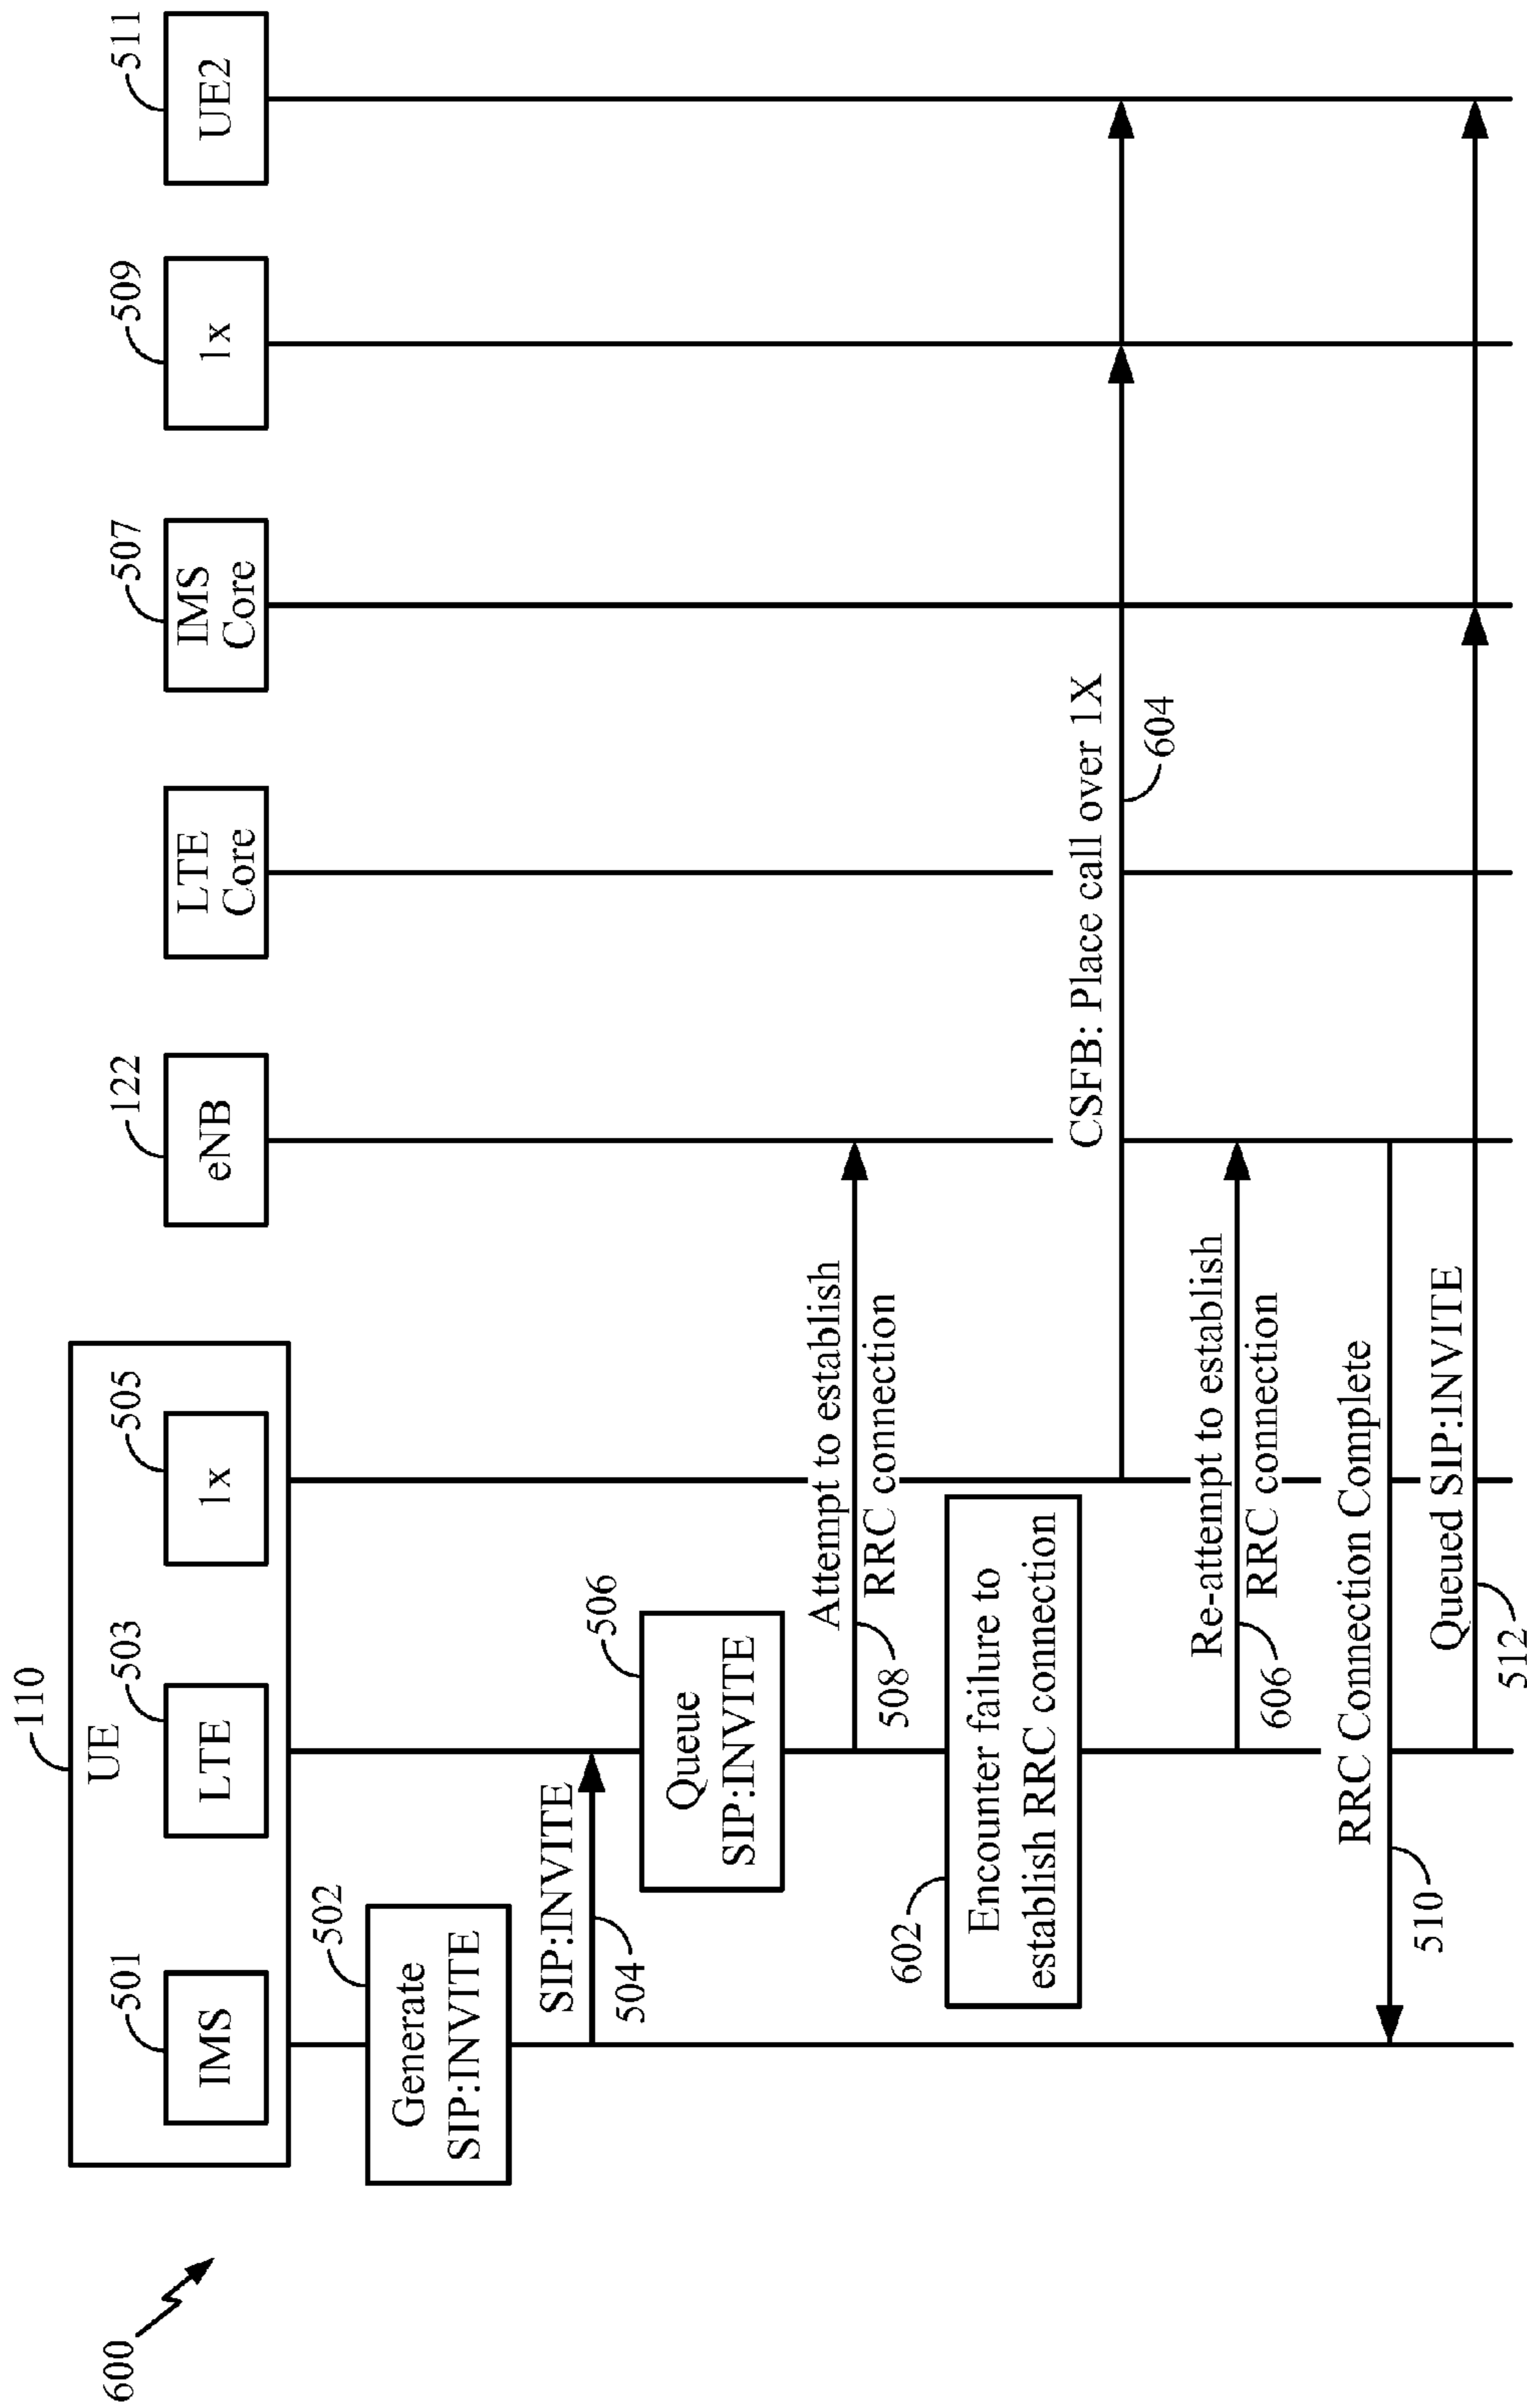 600
110
UE
501
IMS
503
LTE
505
1x
122
eNB
LTE
Core
507
IMS
Core
509
1x
511
UE2
502
Generate
SIP:INVITE
SIP:INVITE
504
506
Queue
SIP:INVITE
Attempt to establish
RRC connection
508
602
Encounter failure to
establish RRC connection
CSFB: Place call over 1X
604
Re-attempt to establish
RRC connection
606
RRC Connection Complete
510
Queued SIP:INVITE
512